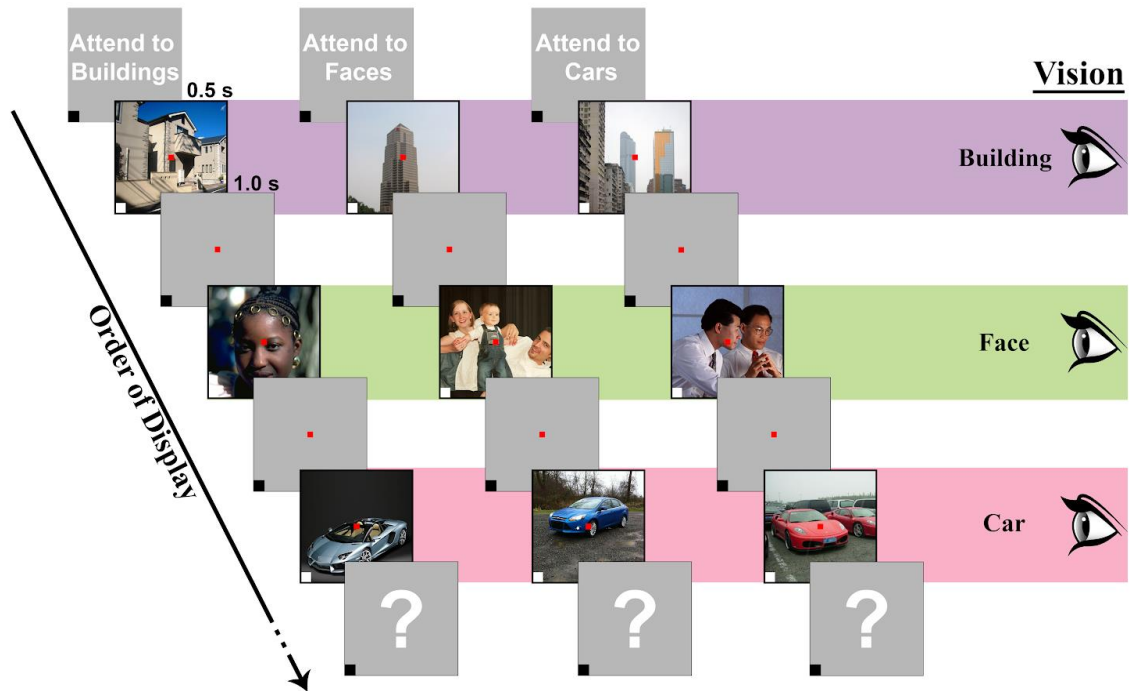 Attend to
Buildings
Attend to
Faces
Attend to
Cars
Vision
0.5 s
Building
1.0 s
Face
Order of Display
Car
?
?
?